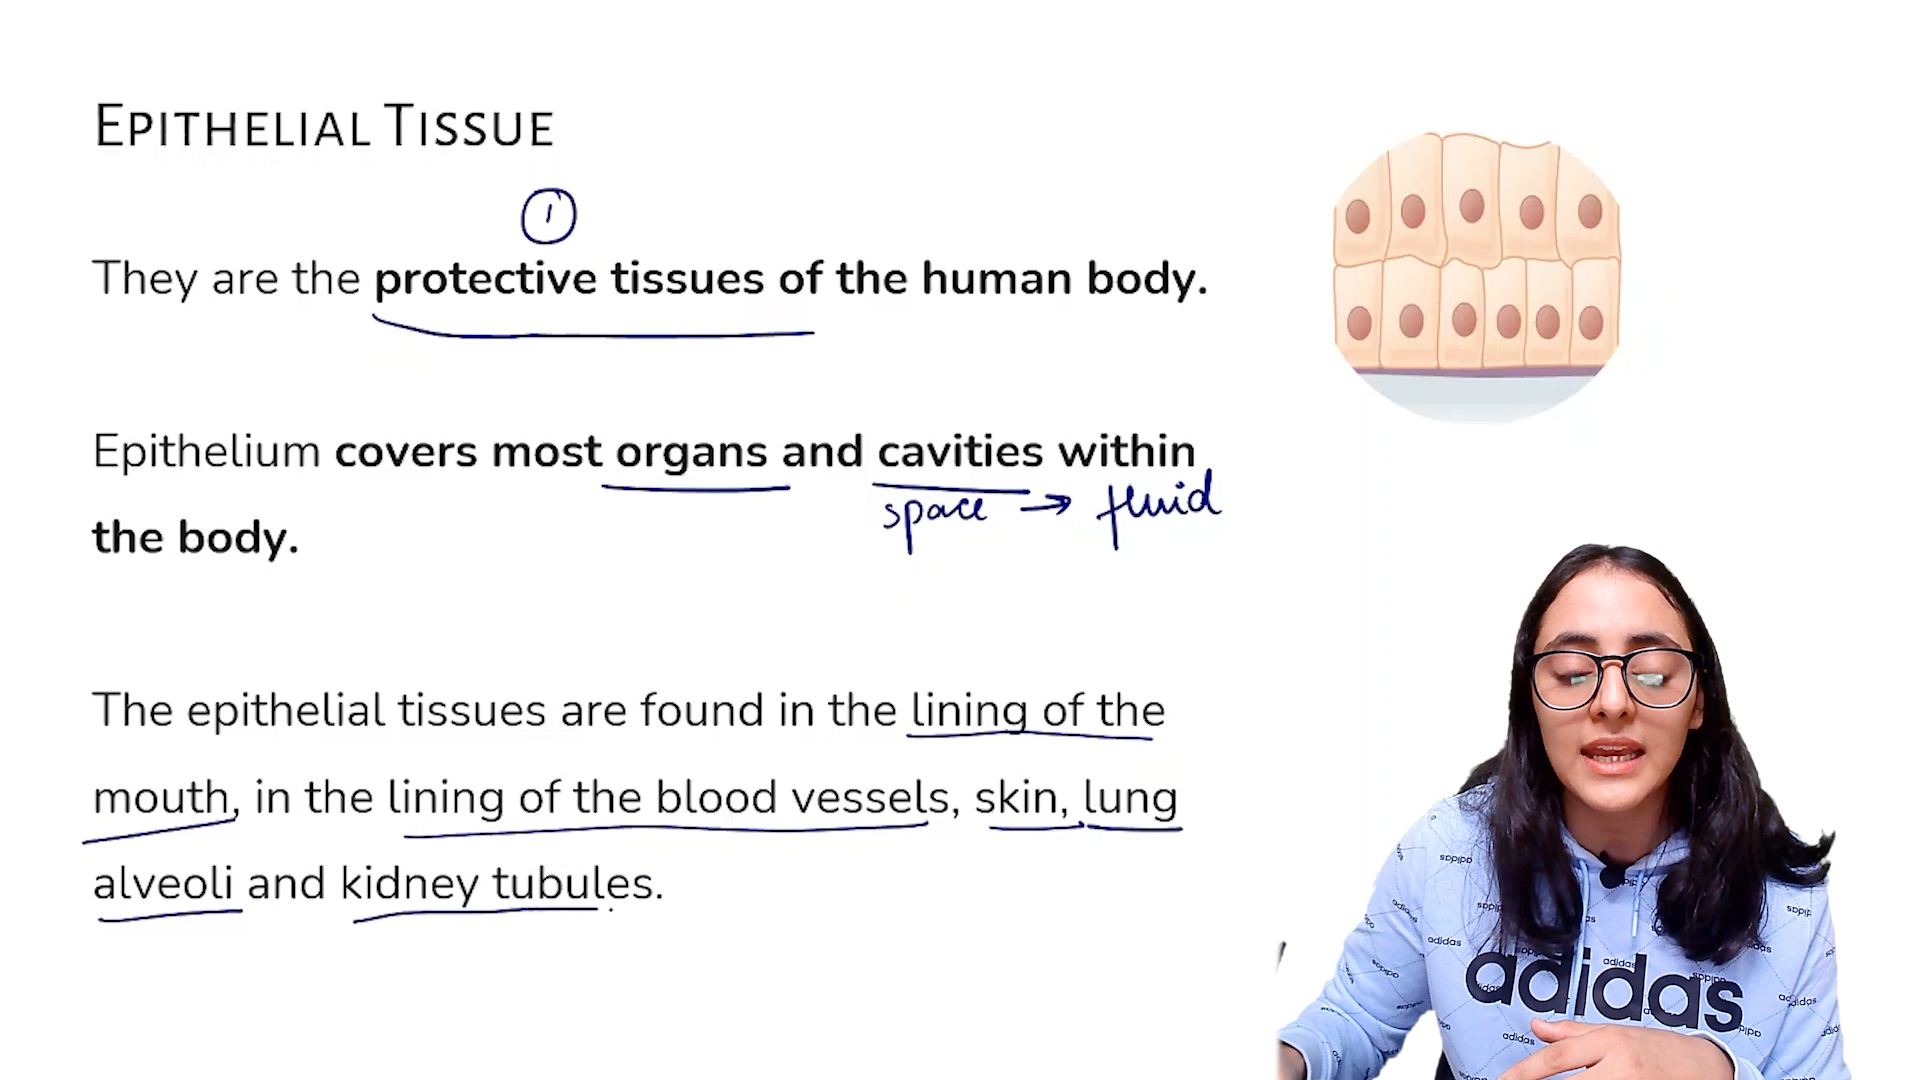 EPITHELIAL TISSUE
1
They are the protective tissues of the human body.
Epithelium covers most organs and cavities within
space → fluid
the body.
The epithelial tissues are found in the lining of the
mouth, in the lining of the blood vessels, skin, lung
alveoli and kidney tubules.
adidas